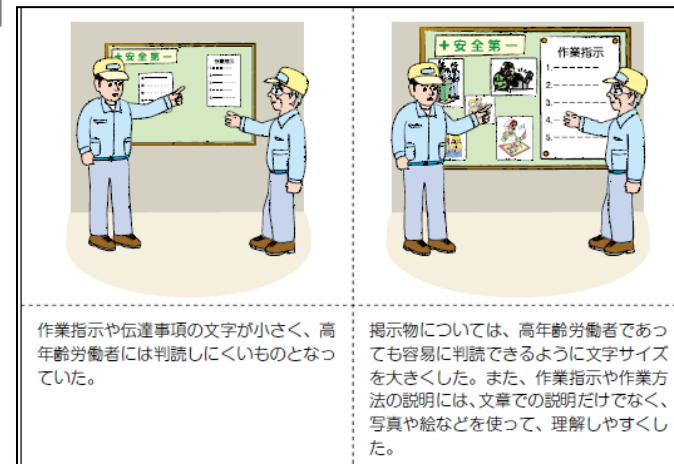 ＋安全第一
作業指示
＋安全第一
作業指示
1.
2.
3.
4.
5.
作業指示や伝達事項の文字が小さく、高
年齢労働者には判読しにくいものとなっ
ていた。
掲示物については、高年齢労働者であっ
ても容易に判読できるように文字サイズ
を大きくした。また、作業指示や作業方
法の説明には、文章での説明だけでなく、
写真や絵などを使って、理解しやすくし
た。